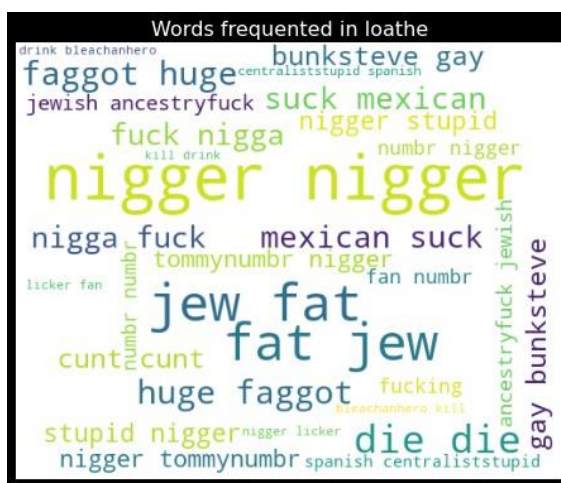 Words frequented in loathe
drink bleachanhero
bunksteve gay
faggot huge
centraliststupid spanish
jewish ancestryfuck
suck mexican
fuck nigga
nigger stupid
kill drink
numbr nigger
nigger nigger
nigga fuck
mexican suck
tommynumbr nigger
fan numbr
licker fan
numbr numbr
jew fat
fat jew
cunt cunt
huge faggot
fucking
bleachanhero kill
ancestryfuck jewish
gay bunksteve
stupid nigger
nigger licker
die die
nigger tommynumbr
spanish centraliststupid